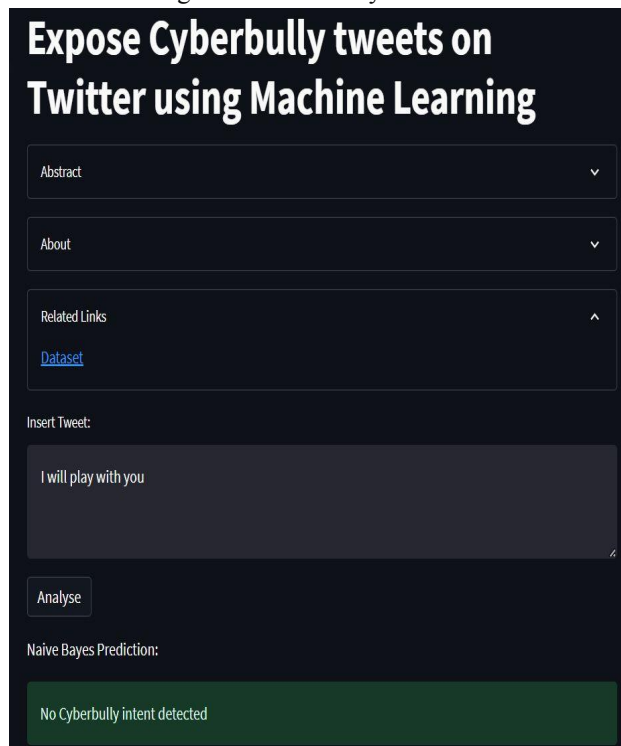 Expose Cyberbully tweets on
Twitter using Machine Learning
Abstract
About
Related Links
Dataset
Insert Tweet:
I will play with you
Analyse
Naive Bayes Prediction:
No Cyberbully intent detected